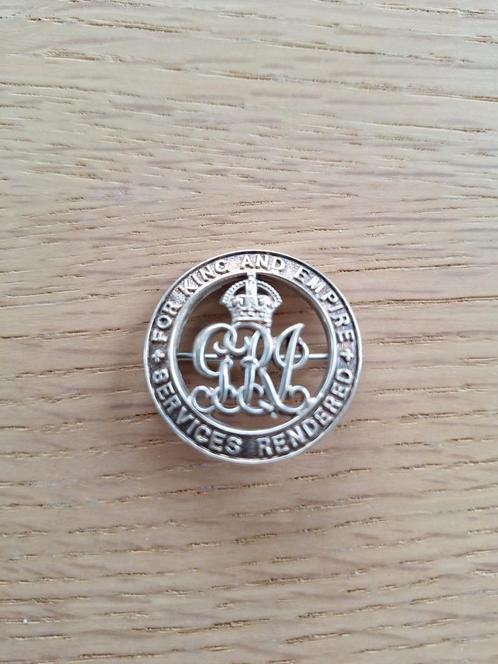 FOR KING AND EMPIRE
SERVICES RENDERED
GRI